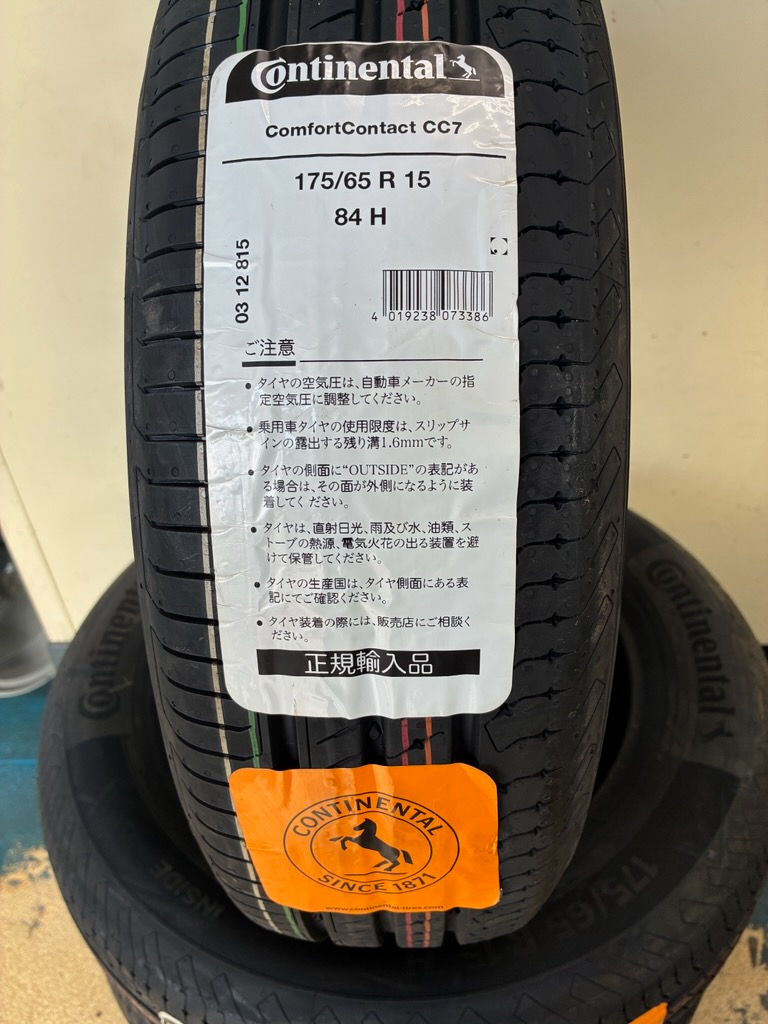 Continental
ComfortContact CC7
175/65 R 15
84 H
03 12 815
4 019238 073386
ご注意
● タイヤの空気圧は、自動車メーカーの指
定空気圧に調整してください。
● 乗用車タイヤの使用限度は、スリップサ
インの露出する残り溝1.6mmです。
● タイヤの側面に“OUTSIDE”の表記があ
る場合は、その面が外側になるように装
着してください。
● タイヤは、直射日光、雨及び水、油類、ス
トーブの熱源、電気火花の出る装置を避
けて保管してください。
● タイヤの生産国は、タイヤ側面にある表
記にてご確認ください。
● タイヤ装着の際には、販売店にご相談く
ださい。
正規輸入品
CONTINENTAL
SINCE 1871
www.continental-tires.com
Continental
Continental
INSIDE
175/65 R15